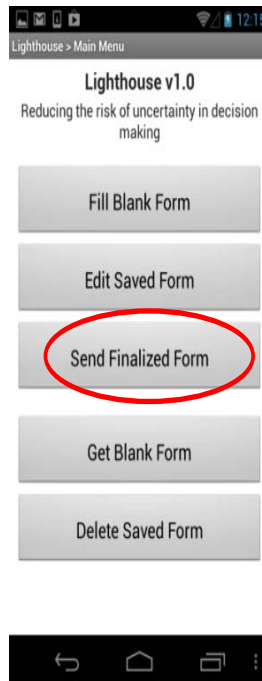 12:15
Lighthouse > Main Menu
Lighthouse v1.0
Reducing the risk of uncertainty in decision
making
Fill Blank Form
Edit Saved Form
Send Finalized Form
Get Blank Form
Delete Saved Form